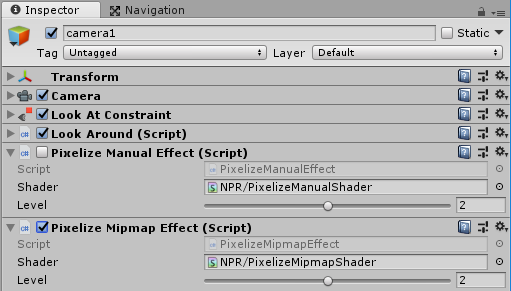 Inspector Navigation
camera1 Static
Tag Untagged Layer Default
Transform
Camera
Look At Constraint
Look Around (Script)
Pixelize Manual Effect (Script)
Script PixelizeManualEffect
Shader NPR/PixelizeManualShader
Level 2
Pixelize Mipmap Effect (Script)
Script PixelizeMipmapEffect
Shader NPR/PixelizeMipmapShader
Level 2